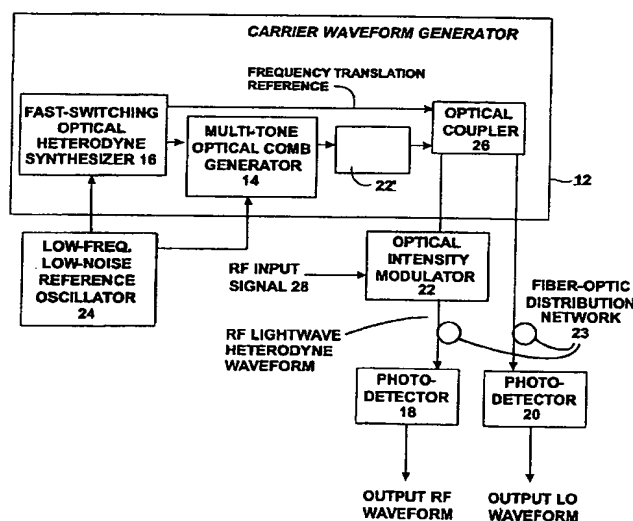 CARRIER WAVEFORM GENERATOR
FREQUENCY TRANSLATION
REFERENCE
FAST-SWITCHING
OPTICAL
HETERODYNE
SYNTHESIZER 16
MULTI-TONE
OPTICAL COMB
GENERATOR
14
22'
OPTICAL
COUPLER
26
12
LOW-FREQ.
LOW-NOISE
REFERENCE
OSCILLATOR
24
RF INPUT
SIGNAL 28
OPTICAL
INTENSITY
MODULATOR
22
FIBER-OPTIC
DISTRIBUTION
NETWORK
23
RF LIGHTWAVE
HETERODYNE
WAVEFORM
PHOTO-
DETECTOR
18
PHOTO-
DETECTOR
20
OUTPUT RF
WAVEFORM
OUTPUT LO
WAVEFORM